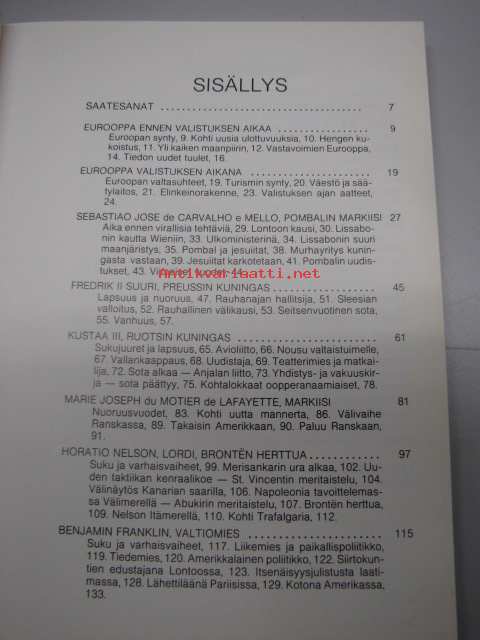 SISÄLLYS
SAATESANAT . . . . . . . . . . . . . . . . . . . . . . . . . . . . . . . . . . . . . . 7
EUROOPPA ENNEN VALISTUKSEN AIKAA . . . . . . . . . . . . . . . . . 9
Euroopan synty, 9. Kohti uusia ulottuvuuksia, 10. Hengen ku-
koistus, 11. Yli kaiken maanpiirin, 12. Vastavoimien Eurooppa,
14. Tiedon uudet tuulet, 16.
EUROOPPA VALISTUKSEN AIKANA . . . . . . . . . . . . . . . . . . . . . . 19
Euroopan valtasuhteet, 19. Turismin synty, 20. Väestö ja sää-
tylaitos, 21. Elinkeinorakenne, 23. Valistuksen ajan aatteet,
24.
SEBASTIAO JOSE de CARVALHO e MELLO, POMBALIN MARKIISI 27
Aika ennen virallisia tehtäviä, 29. Lontoon kausi, 30. Lissabo-
nin kautta Wieniin, 33. Ulkoministerinä, 34. Lissabonin suuri
maanjäristys, 35. Pombal ja jesuiitat, 38. Murhayritys kunin-
gasta vastaan, 39. Jesuiitat karkotetaan, 41. Pombalin uudis-
tukset, 43. Viimeiset vuodet, 44.
Antikvariaatti.net
FREDRIK II SUURI, PREUSSIN KUNINGAS . . . . . . . . . . . . . . . . 45
Lapsuus ja nuoruus, 47. Rauhanajan hallitsija, 51. Sleesian
valloitus, 52. Rauhallinen välikausi, 53. Seitsenvuotinen sota,
55. Vanhuus, 57.
KUSTAA III, RUOTSIN KUNINGAS . . . . . . . . . . . . . . . . . . . . . . 61
Sukujuuret ja lapsuus, 65. Avioliitto, 66. Nousu valtaistuimelle,
67. Vallankaappaus, 68. Uudistaja, 69. Teatterimies ja matkai-
lija, 72. Sota alkaa — Anjalan liitto, 73. Yhdistys- ja vakuuskir-
ja — sota päättyy, 75. Kohtalokkaat oopperanaamiaiset, 78.
MARIE JOSEPH du MOTIER de LAFAYETTE, MARKIISI 81
Nuoruusvuodet, 83. Kohti uutta mannerta, 86. Välivaihe
Ranskassa, 89. Takaisin Amerikkaan, 90. Paluu Ranskaan,
91.
HORATIO NELSON, LORDI, BRONTËN HERTTUA . . . . . . . . . . . . 97
Suku ja varhaisvaiheet, 99. Merisankarin ura alkaa, 102. Uu-
den taktiikan kenraalikoe — St. Vincentin meritaistelu, 104.
Välinäytös Kanarian saarilla, 106. Napoleonia tavoittelemas-
sa Välimerellä — Abukirin meritaistelu, 107. Brontën herttua,
109. Nelson Itämerellä, 110. Kohti Trafalgaria, 112.
BENJAMIN FRANKLIN, VALTIOMIES . . . . . . . . . . . . . . . . . . . . 115
Suku ja varhaisvaiheet, 117. Liikemies ja paikallispoliitikko,
119. Tiedemies, 120. Amerikkalainen poliitikko, 122. Siirtokun-
tien edustajana Lontoossa, 123. Itsenäisyysjulistusta laati-
massa, 128. Lähettiläänä Pariisissa, 129. Kotona Amerikassa,
133.